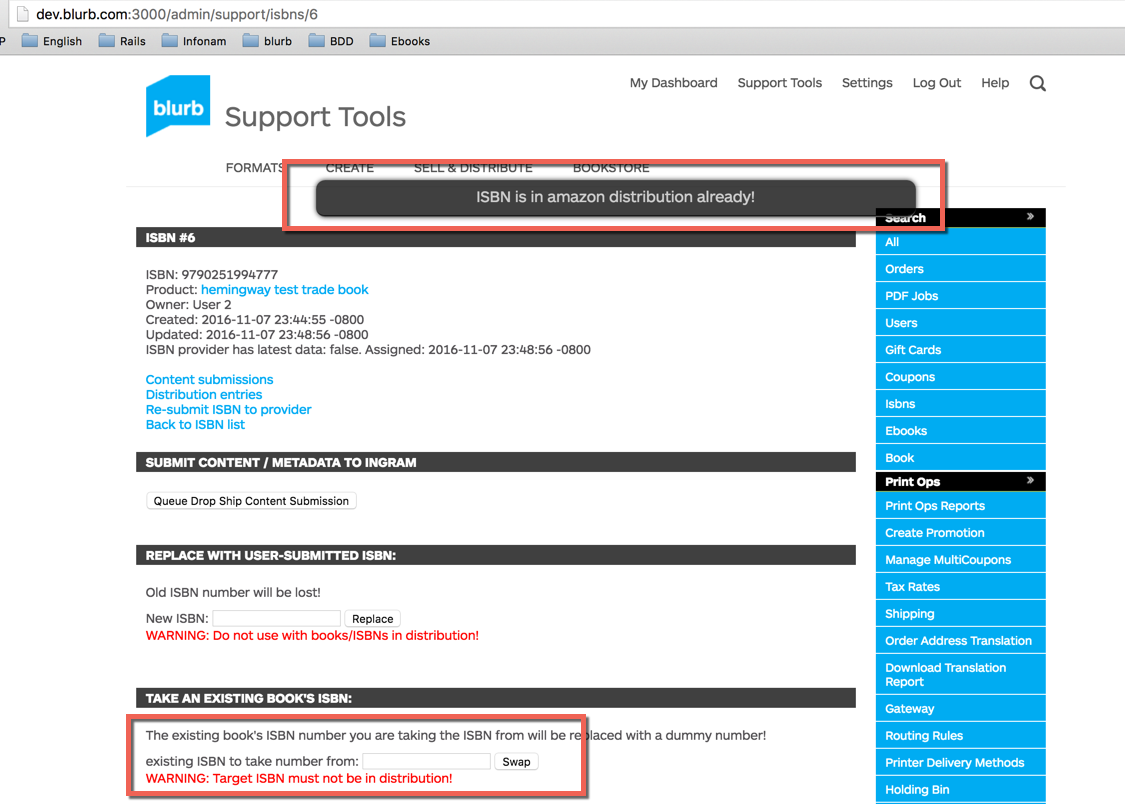 dev.blurb.com:3000/admin/support/isbns/6
P English Rails Infonam blurb BDD Ebooks
My Dashboard Support Tools Settings Log Out Help
blurb Support Tools
FORMATS CREATE SELL & DISTRIBUTE BOOKSTORE
ISBN is in amazon distribution already!
ISBN #6
ISBN: 9790251994777
Product: hemingway test trade book
Owner: User 2
Created: 2016-11-07 23:44:55 -0800
Updated: 2016-11-07 23:48:56 -0800
ISBN provider has latest data: false. Assigned: 2016-11-07 23:48:56 -0800
Content submissions
Distribution entries
Re-submit ISBN to provider
Back to ISBN list
SUBMIT CONTENT / METADATA TO INGRAM
Queue Drop Ship Content Submission
REPLACE WITH USER-SUBMITTED ISBN:
Old ISBN number will be lost!
New ISBN: Replace
WARNING: Do not use with books/ISBNs in distribution!
TAKE AN EXISTING BOOK'S ISBN:
The existing book's ISBN number you are taking the ISBN from will be replaced with a dummy number!
existing ISBN to take number from: Swap
WARNING: Target ISBN must not be in distribution!
Search »
All
Orders
PDF Jobs
Users
Gift Cards
Coupons
Isbns
Ebooks
Book
Print Ops »
Print Ops Reports
Create Promotion
Manage MultiCoupons
Tax Rates
Shipping
Order Address Translation
Download Translation
Report
Gateway
Routing Rules
Printer Delivery Methods
Holding Bin